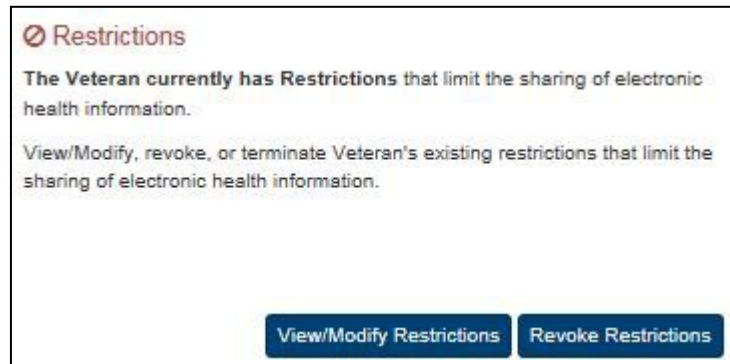 Restrictions
The Veteran currently has Restrictions that limit the sharing of electronic
health information.
View/Modify, revoke, or terminate Veteran's existing restrictions that limit the
sharing of electronic health information.
View/Modify Restrictions Revoke Restrictions